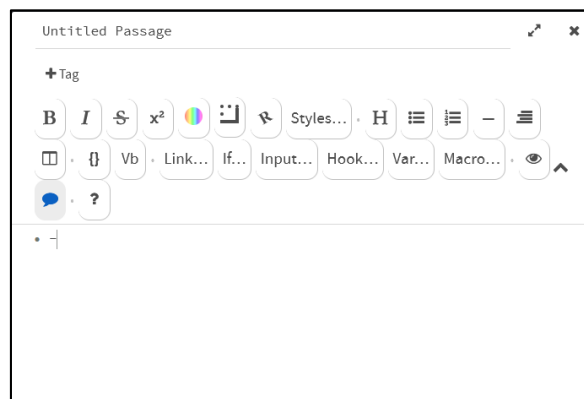 Untitled Passage
+ Tag
B I S x² R Styles... H
{} Vb Link... If... Input... Hook... Var... Macro...
?
• -